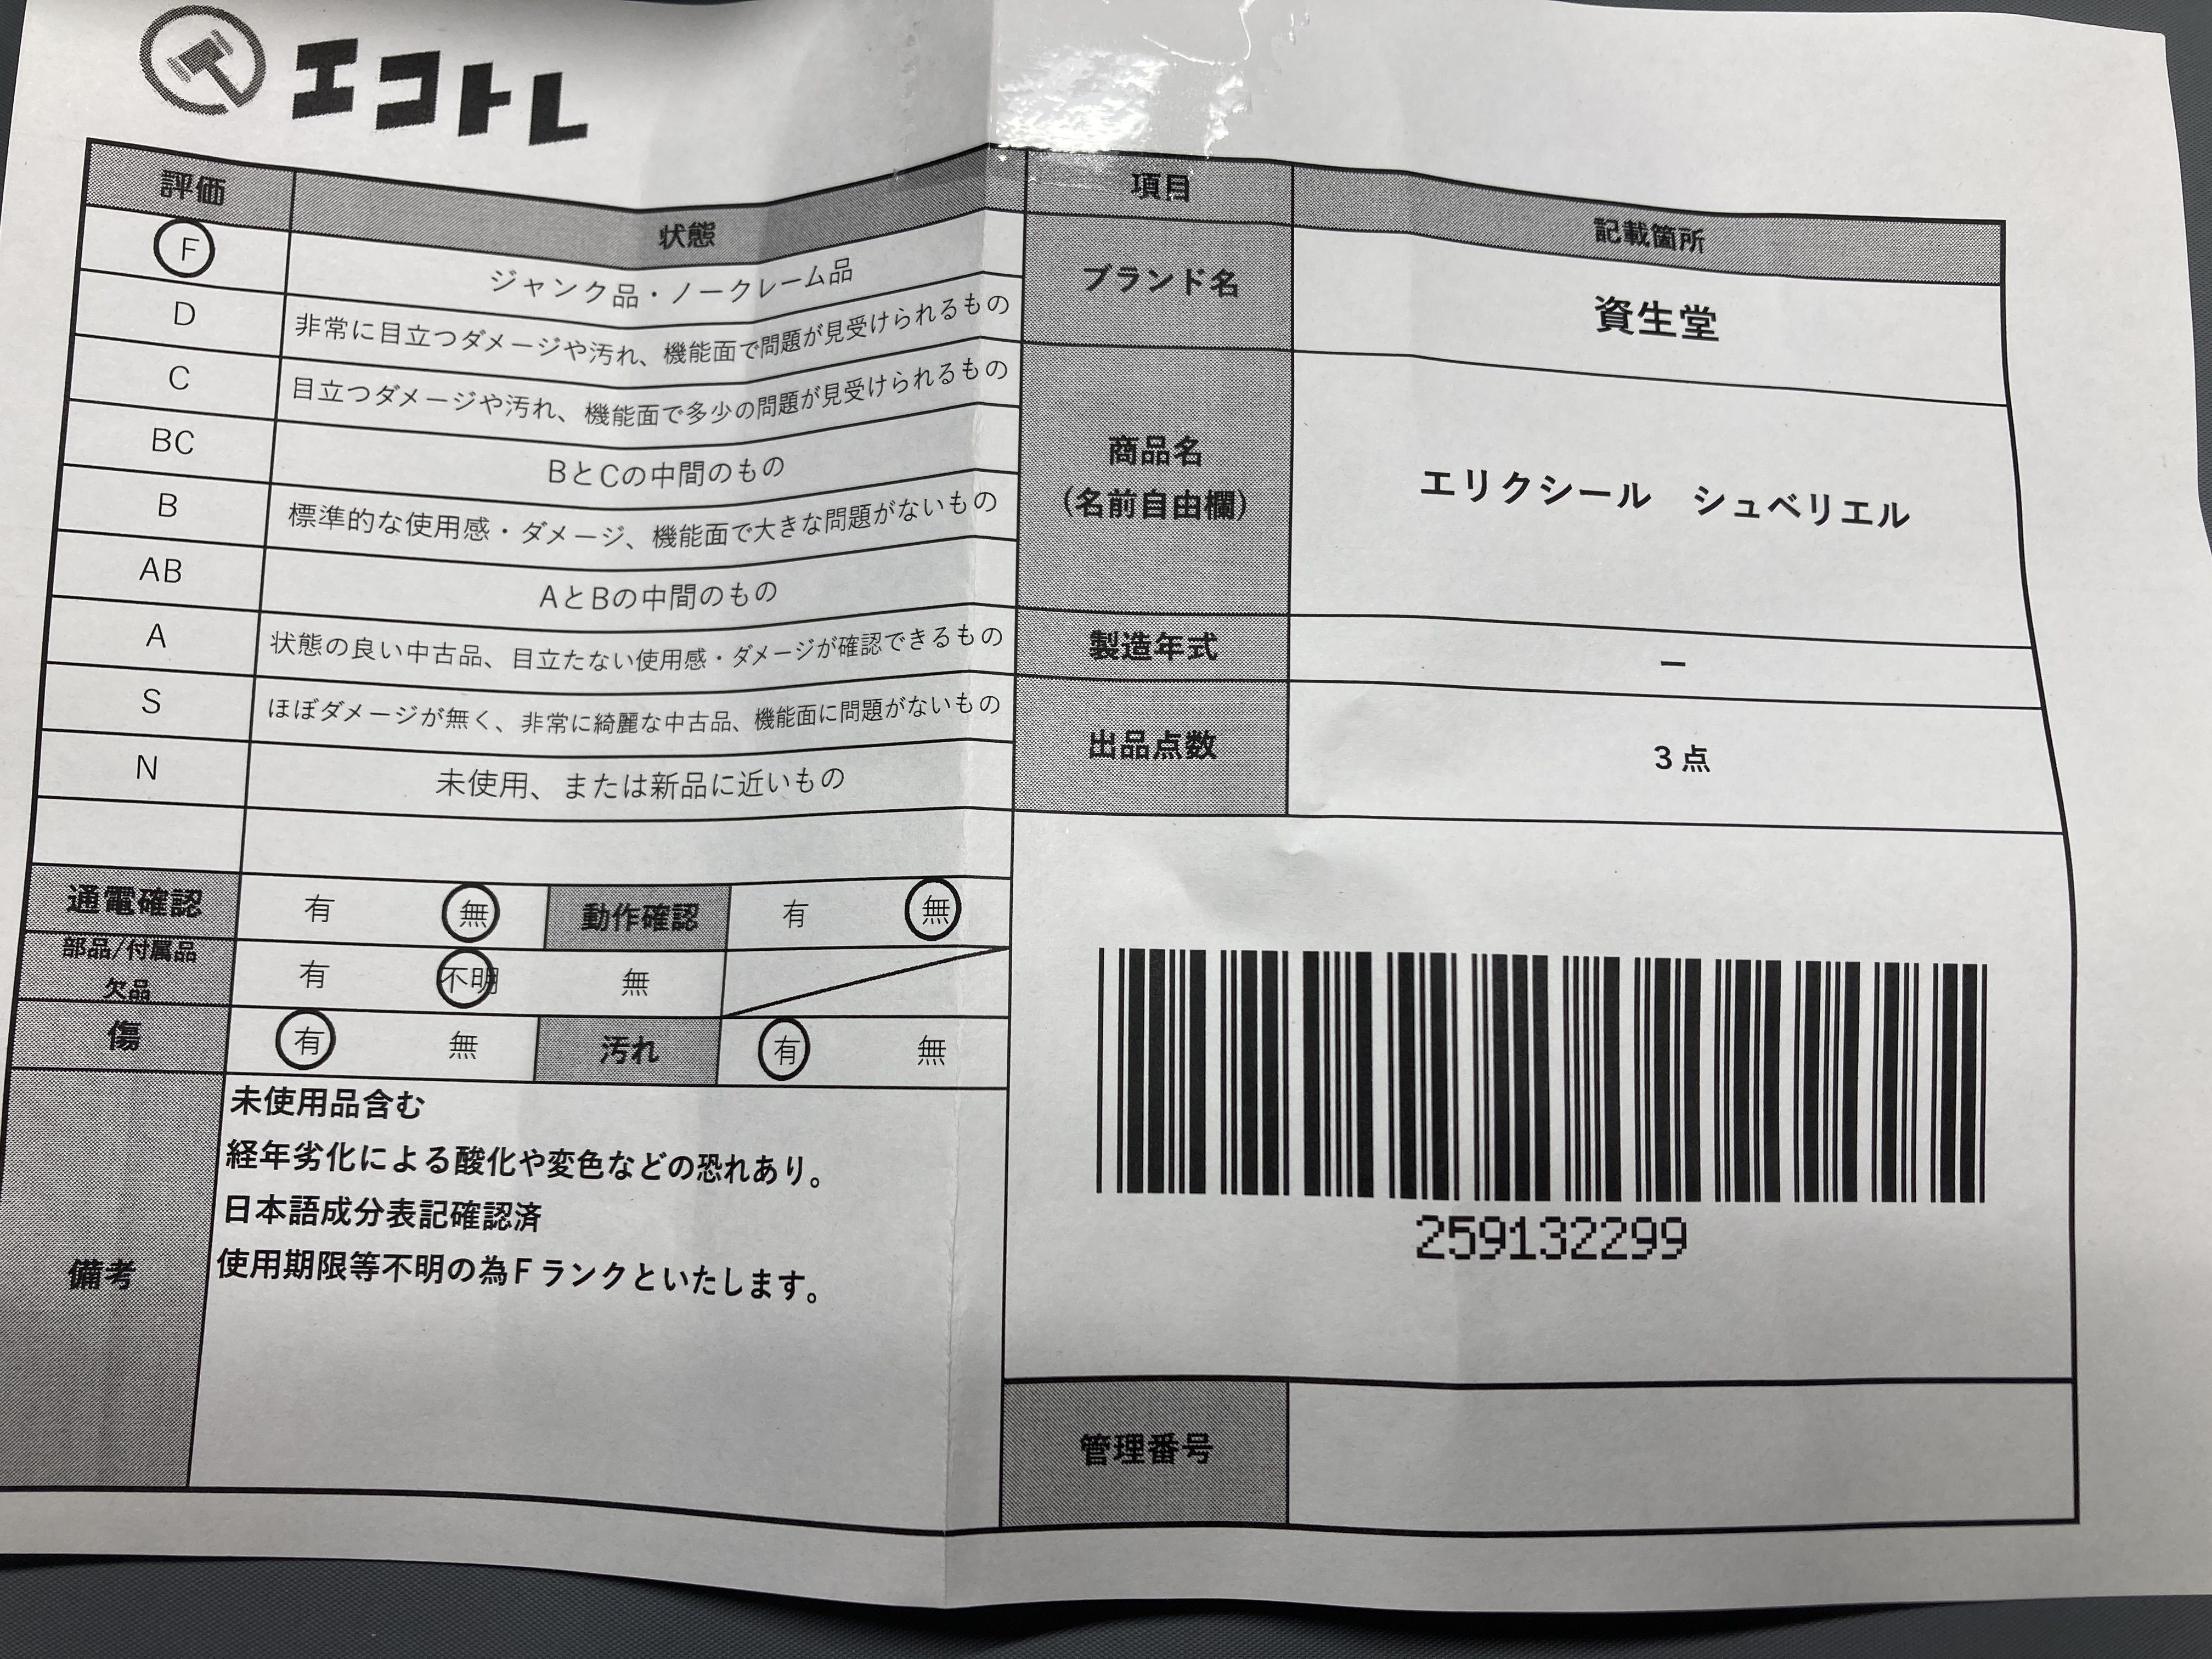 エコトレ
評価 状態
F ジャンク品・ノークレーム品
D 非常に目立つダメージや汚れ、機能面で問題が見受けられるもの
C 目立つダメージや汚れ、機能面で多少の問題が見受けられるもの
BC BとCの中間のもの
B 標準的な使用感・ダメージ、機能面で大きな問題がないもの
AB AとBの中間のもの
A 状態の良い中古品、目立たない使用感・ダメージが確認できるもの
S ほぼダメージが無く、非常に綺麗な中古品、機能面に問題がないもの
N 未使用、または新品に近いもの
通電確認 有 無 動作確認 有 無
部品/付属品
欠品 有 不明 無
傷 有 無 汚れ 有 無
備考
未使用品含む
経年劣化による酸化や変色などの恐れあり。
日本語成分表記確認済
使用期限等不明の為Fランクといたします。
項目 記載箇所
ブランド名 資生堂
商品名
(名前自由欄) エリクシール シュベリエル
製造年式 ー
出品点数 3点
259132299
管理番号